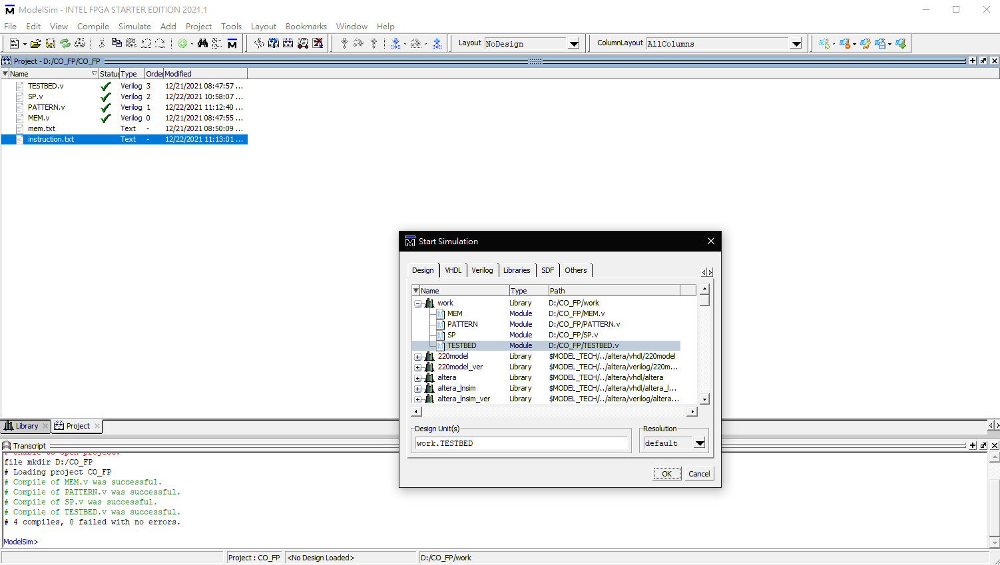 ModelSim - INTEL FPGA STARTER EDITION 2021.1
File Edit View Compile Simulate Add Project Tools Layout Bookmarks Window Help
Layout NoDesign ColumnLayout AllColumns
Project - D:/CO_FP/CO_FP
Name Status Type Order Modified
TESTBED.v Verilog 3 12/21/2021 08:47:57 ...
SP.v Verilog 2 12/22/2021 10:58:07 ...
PATTERN.v Verilog 1 12/22/2021 11:12:40 ...
MEM.v Verilog 0 12/21/2021 08:47:55 ...
mem.txt Text - 12/21/2021 08:50:09 ...
instruction.txt Text - 12/22/2021 11:13:01 ...
Start Simulation
Design VHDL Verilog Libraries SDF Others
Name Type Path
work Library D:/CO_FP/work
MEM Module D:/CO_FP/MEM.v
PATTERN Module D:/CO_FP/PATTERN.v
SP Module D:/CO_FP/SP.v
TESTBED Module D:/CO_FP/TESTBED.v
220model Library $MODEL_TECH/../altera/vhdl/220model
220model_ver Library $MODEL_TECH/../altera/verilog/220m...
altera Library $MODEL_TECH/../altera/vhdl/altera
altera_lnsim Library $MODEL_TECH/../altera/vhdl/altera_l...
altera_lnsim_ver Library $MODEL_TECH/../altera/verilog/altera...
Design Unit(s)
work.TESTBED
Resolution
default
OK Cancel
Library Project
Transcript
# Unable to open project.
file mkdir D:/CO_FP
# Loading project CO_FP
# Compile of MEM.v was successful.
# Compile of PATTERN.v was successful.
# Compile of SP.v was successful.
# Compile of TESTBED.v was successful.
# 4 compiles, 0 failed with no errors.
ModelSim>
Project : CO_FP <No Design Loaded> D:/CO_FP/work